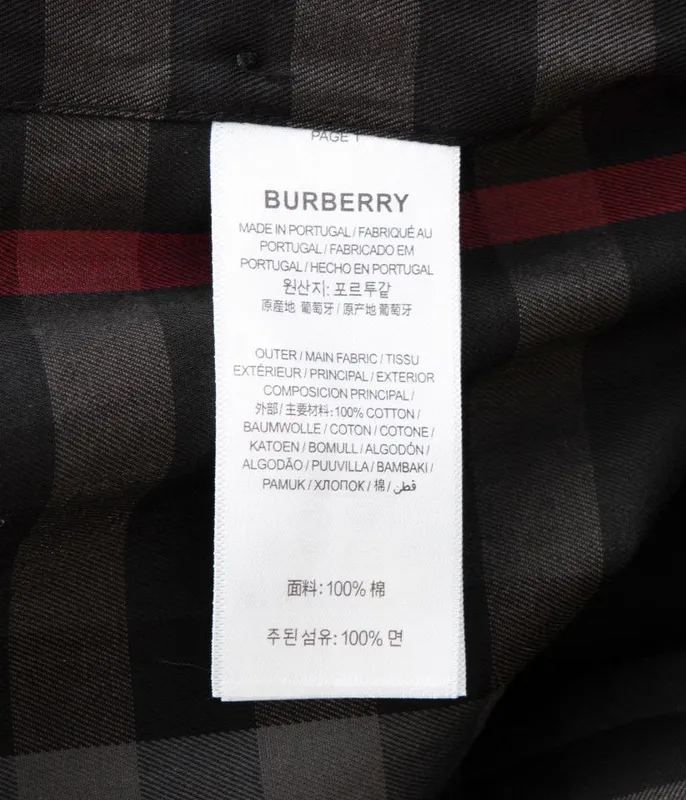 PAGE 1
BURBERRY
MADE IN PORTUGAL / FABRIQUÉ AU
PORTUGAL / FABRICADO EM
PORTUGAL / HECHO EN PORTUGAL
원산지: 포르투갈
原產地 葡萄牙 / 原产地 葡萄牙
OUTER / MAIN FABRIC / TISSU
EXTÉRIEUR / PRINCIPAL / EXTERIOR
COMPOSICION PRINCIPAL /
外部 / 主要材料: 100% COTTON /
BAUMWOLLE / COTON / COTONE /
KATOEN / BOMULL / ALGODÓN /
ALGODÃO / PUUVILLA / BAMBAKI /
PAMUK / ХЛОПОК / 棉 / قطن
面料: 100% 棉
주된 섬유: 100% 면